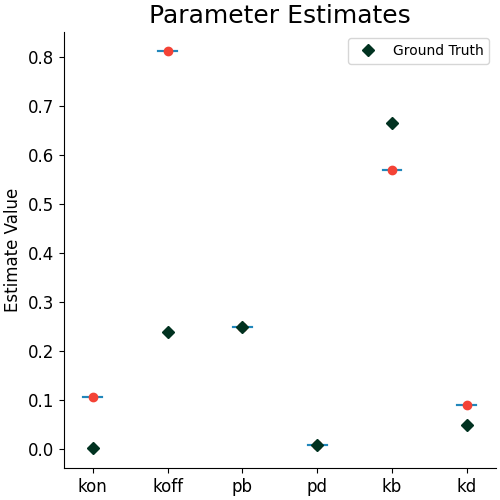 Parameter Estimates
Ground Truth
Estimate Value
0.8
0.7
0.6
0.5
0.4
0.3
0.2
0.1
0.0
kon koff pb pd kb kd